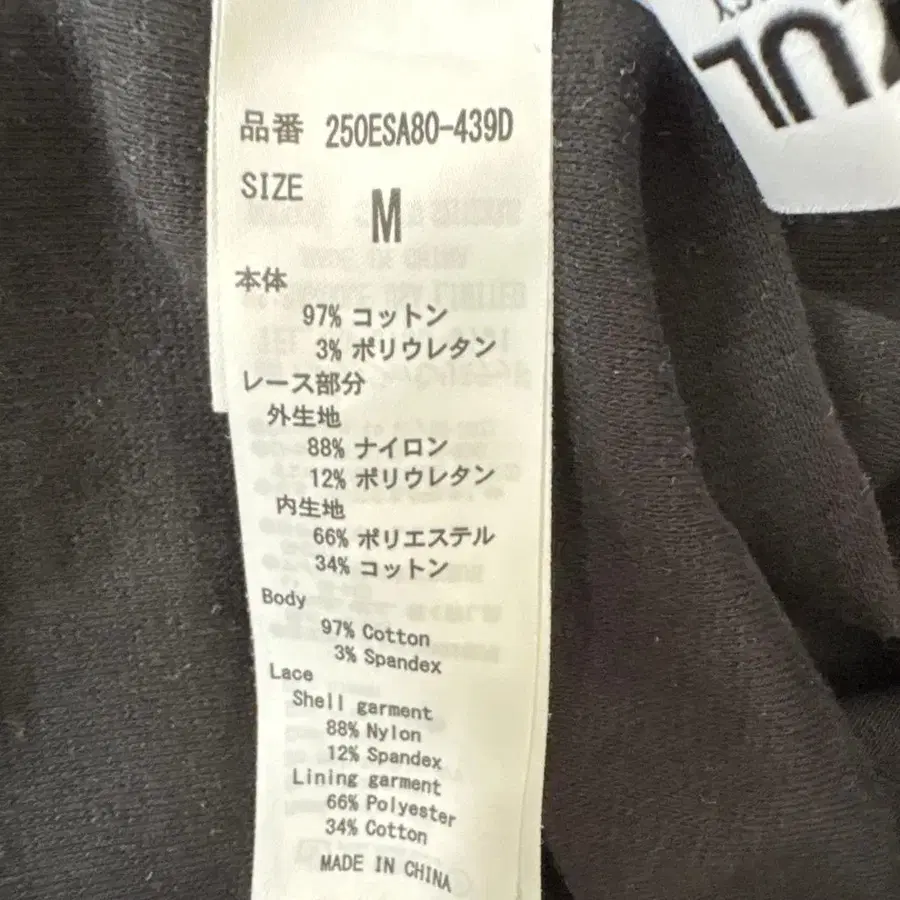 品番 250ESA80-439D
SIZE M
本体
97% コットン
3% ポリウレタン
レース部分
外生地
88% ナイロン
12% ポリウレタン
内生地
66% ポリエステル
34% コットン
Body
97% Cotton
3% Spandex
Lace
Shell garment
88% Nylon
12% Spandex
Lining garment
66% Polyester
34% Cotton
MADE IN CHINA